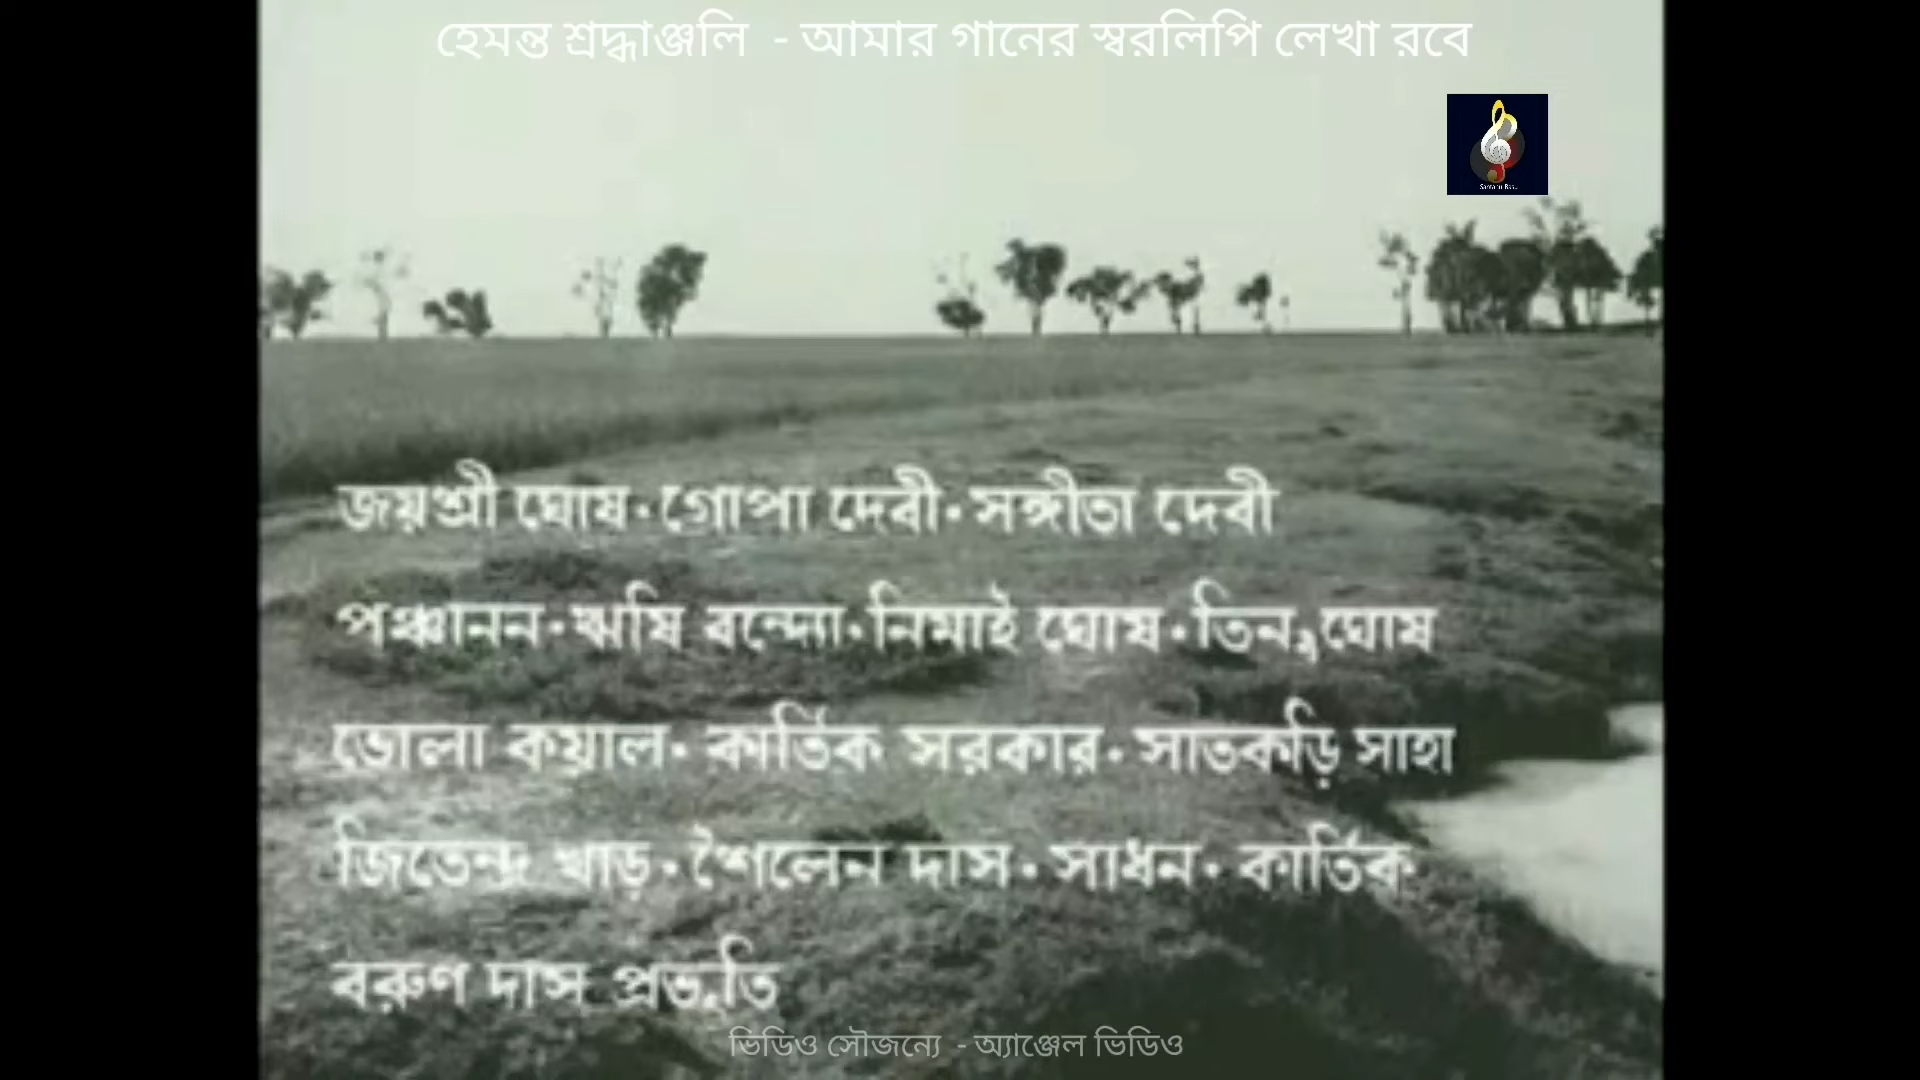 হেমন্ত শ্রদ্ধাঞ্জলি - আমার গানের স্বরলিপি লেখা রবে
জয়শ্রী ঘোষ · গোপা দেবী · সঙ্গীতা দেবী
পঞ্চানন · ঋষি বন্দ্যো · নিমাই ঘোষ · তিনু ঘোষ
ভোলা কয়াল · কার্তিক সরকার · সাতকড়ি সাহা
জিতেন্দ্র খাড় · শৈলেন দাস · সাধন · কার্তিক
বরুণ দাস প্রভৃতি
ভিডিও সৌজন্যে - অ্যাঞ্জেল ভিডিও